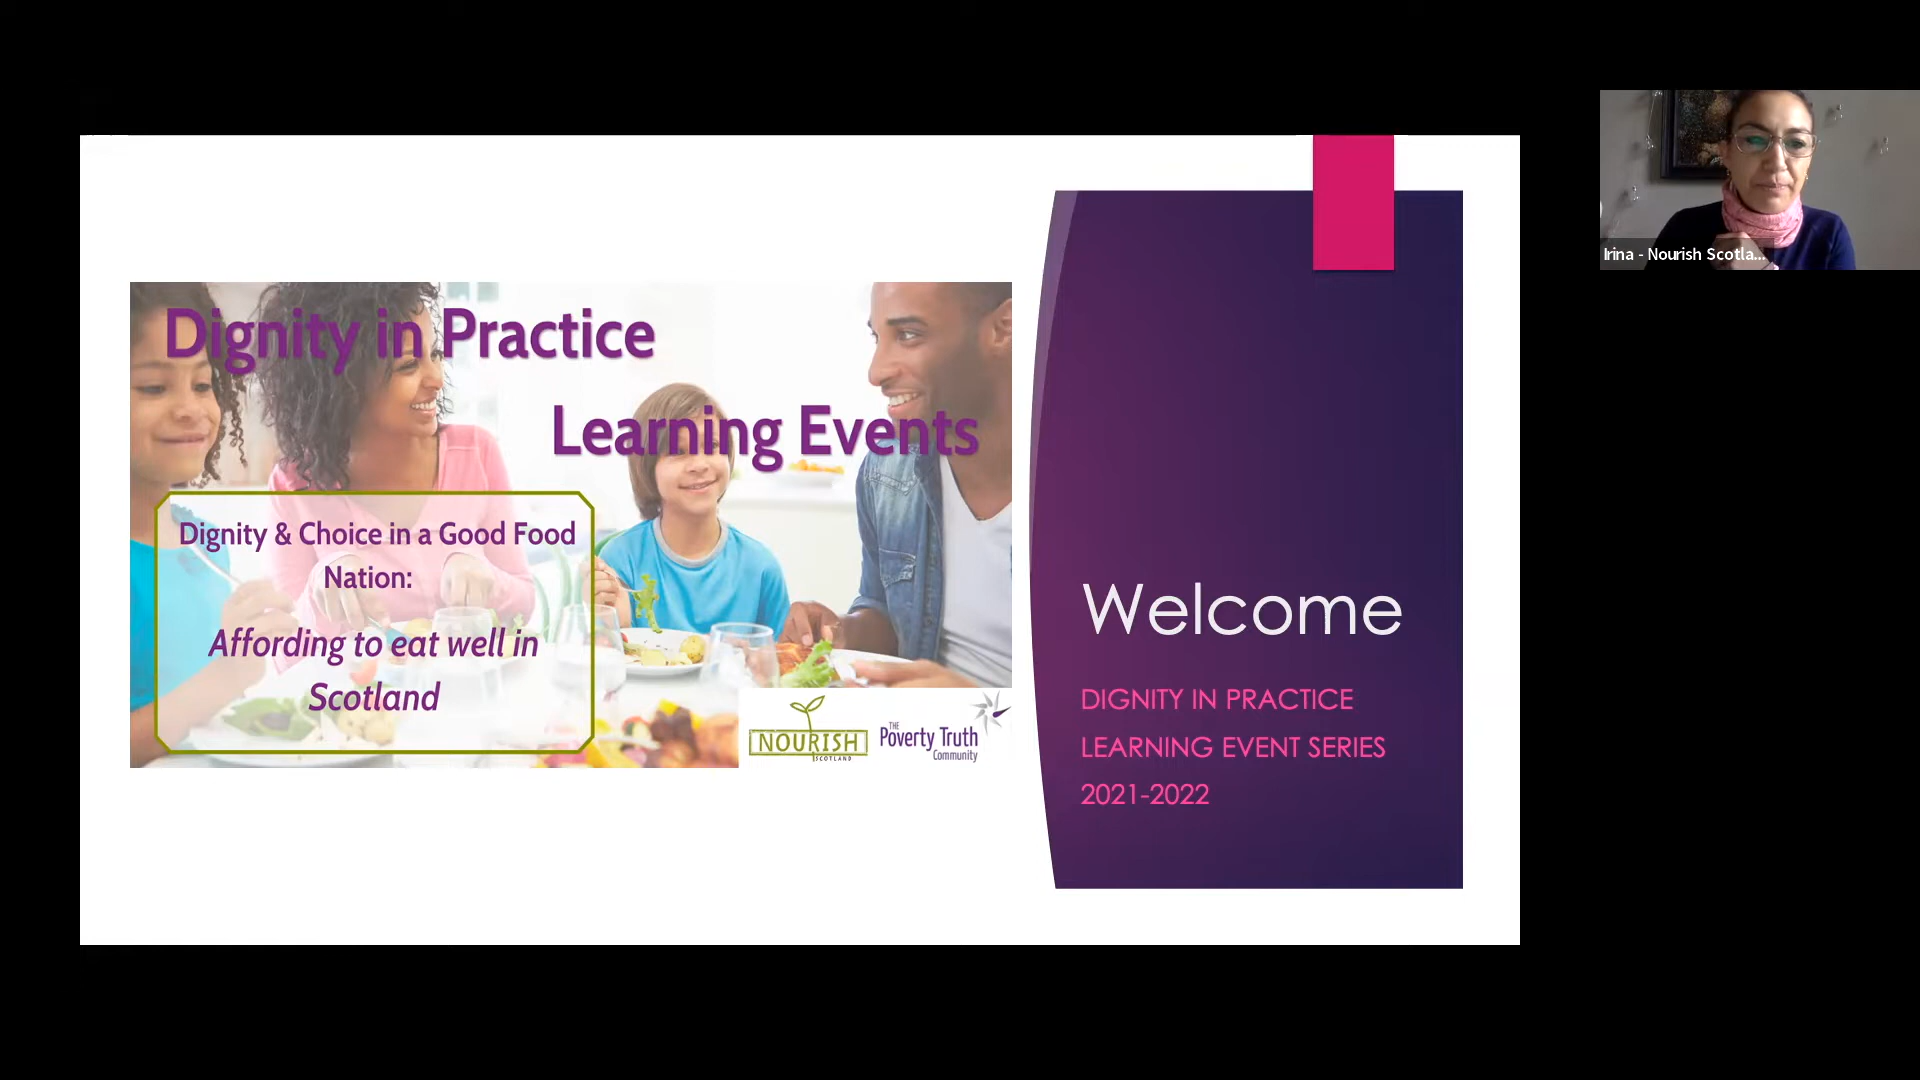 Dignity in Practice
Learning Events
Dignity & Choice in a Good Food
Nation:
Affording to eat well in
Scotland
NOURISH
SCOTLAND
THE
Poverty Truth
Community
Welcome
DIGNITY IN PRACTICE
LEARNING EVENT SERIES
2021-2022
Irina - Nourish Scotla...